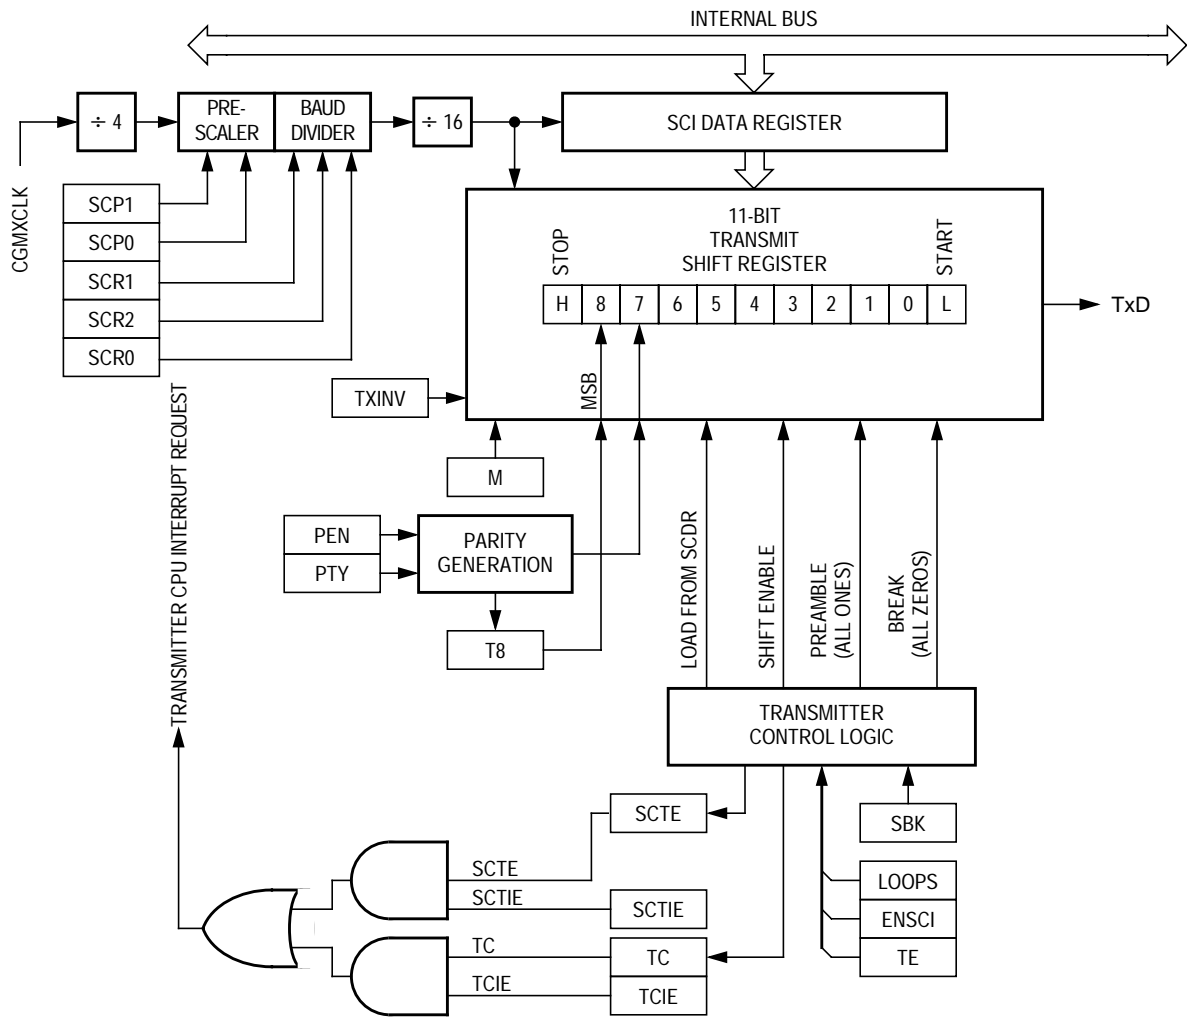 INTERNAL BUS
÷ 4
PRE-
SCALER
BAUD
DIVIDER
÷ 16
SCI DATA REGISTER
CGMXCLK
SCP1
SCP0
SCR1
SCR2
SCR0
11-BIT
TRANSMIT
SHIFT REGISTER
STOP
START
H 8 7 6 5 4 3 2 1 0 L
TxD
MSB
TXINV
M
PEN
PTY
PARITY
GENERATION
T8
TRANSMITTER CPU INTERRUPT REQUEST
LOAD FROM SCDR
SHIFT ENABLE
PREAMBLE
(ALL ONES)
BREAK
(ALL ZEROS)
TRANSMITTER
CONTROL LOGIC
SCTE
SBK
SCTE
LOOPS
SCTIE
SCTIE
ENSCI
TC
TC
TE
TCIE
TCIE